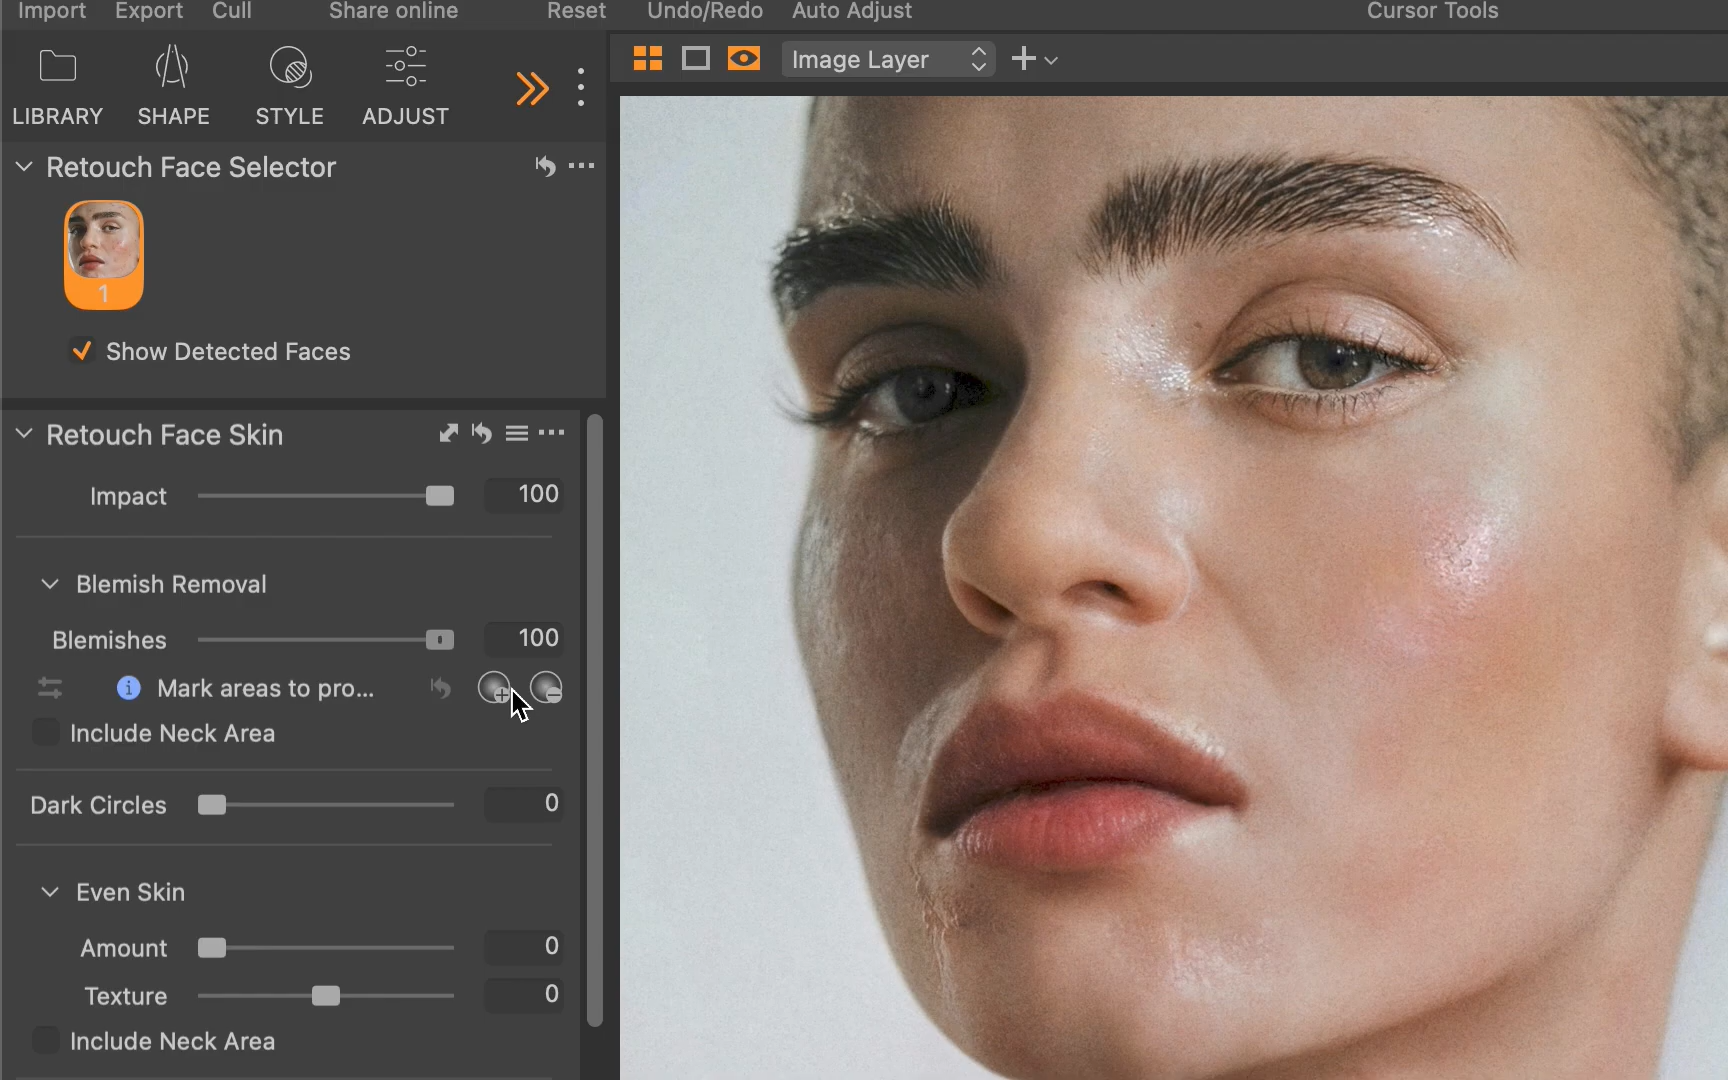 Import Export Cull Share online Reset Undo/Redo Auto Adjust Cursor Tools
LIBRARY SHAPE STYLE ADJUST
Image Layer
Retouch Face Selector
1
Show Detected Faces
Retouch Face Skin
Impact 100
Blemish Removal
Blemishes 100
Mark areas to pro...
Include Neck Area
Dark Circles 0
Even Skin
Amount 0
Texture 0
Include Neck Area